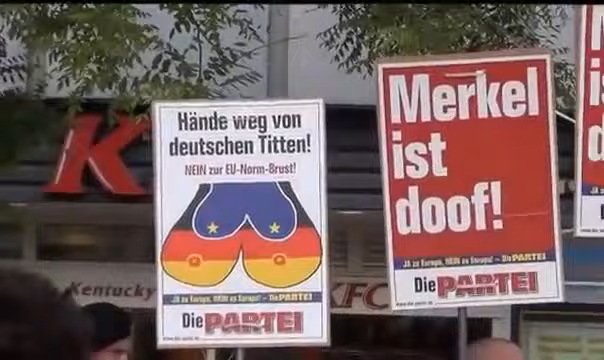 K
Hände weg von
deutschen Titten!
NEIN zur EU-Norm-Brust!
JA zu Europa, NEIN zu Europa! - Die PARTEI
Die PARTEI
Merkel
ist
doof!
JA zu Europa, NEIN zu Europa! - Die PARTEI
Die PARTEI
Kentucky
KFC